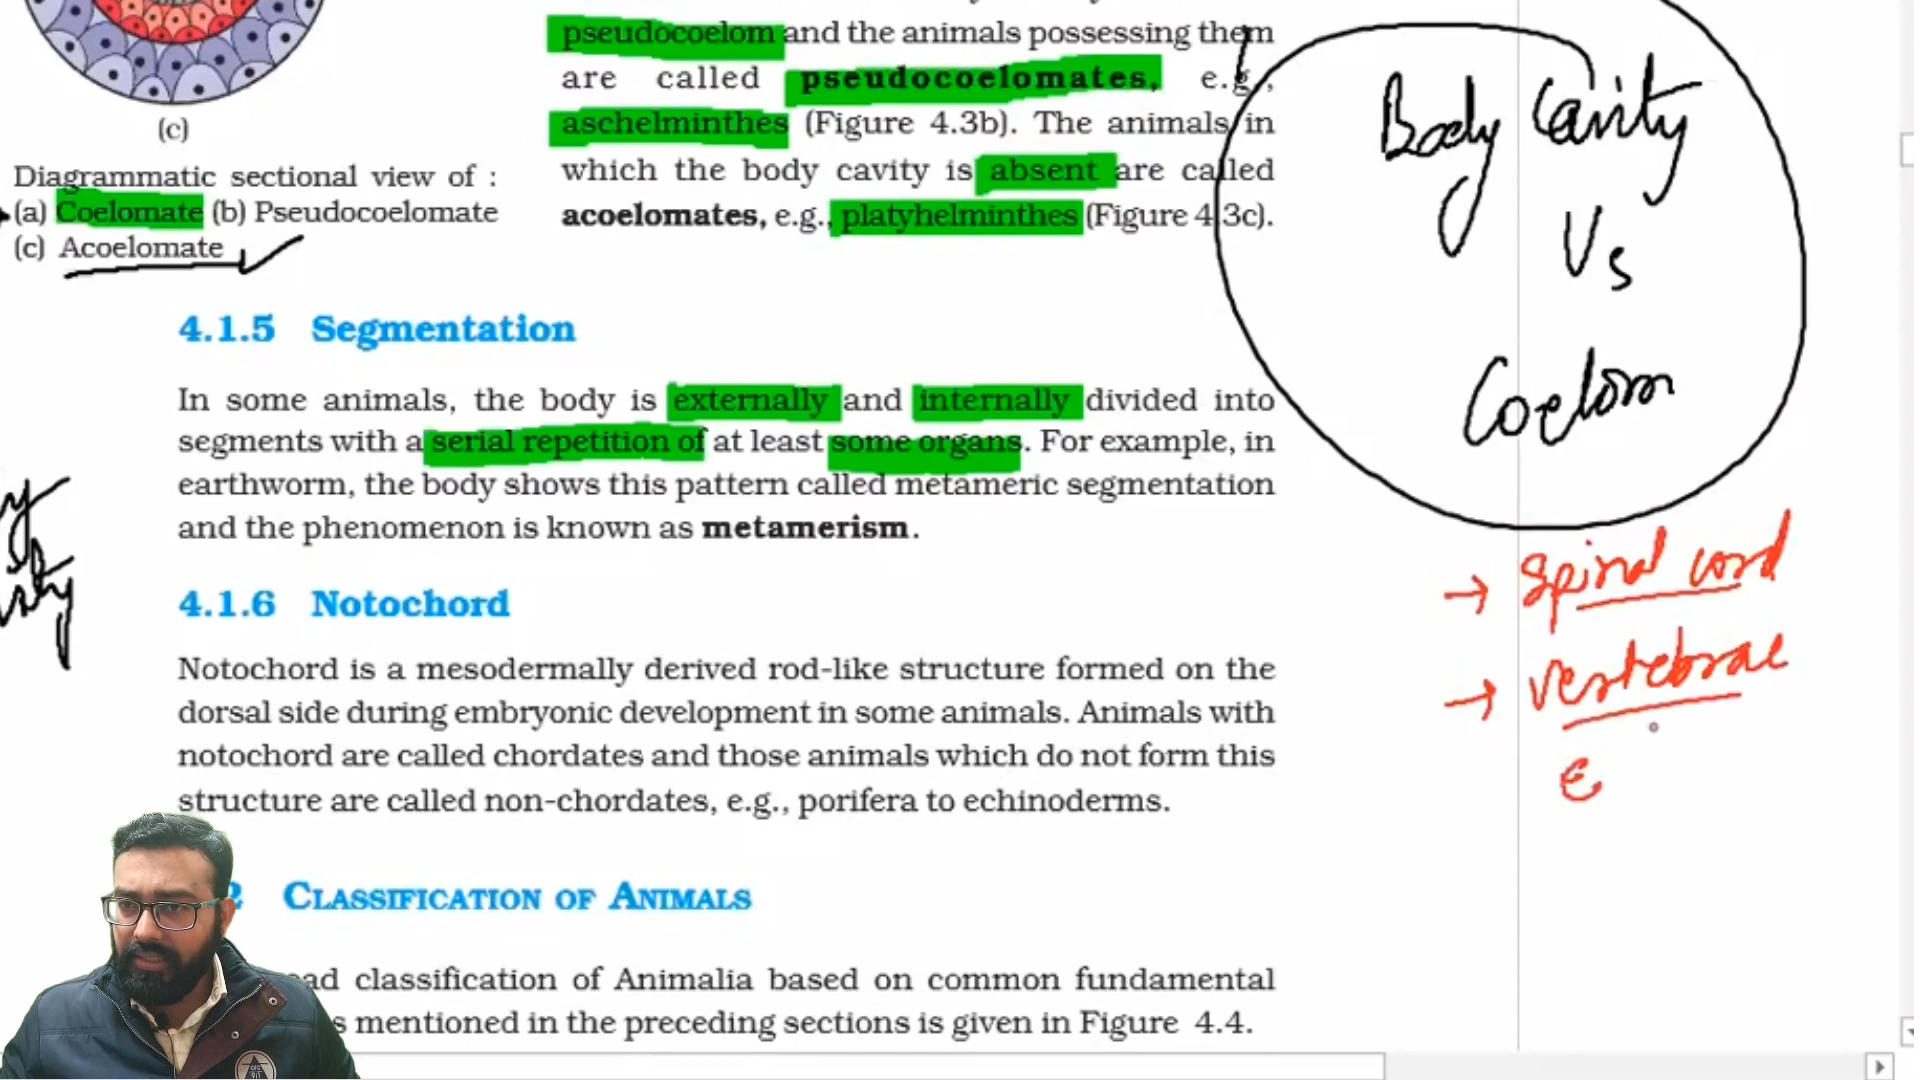 pseudocoelom and the animals possessing them
are called pseudocoelomates, e.g.,
aschelminthes (Figure 4.3b). The animals in
which the body cavity is absent are called
acoelomates, e.g., platyhelminthes (Figure 4.3c).
(c)
Diagrammatic sectional view of :
(a) Coelomate (b) Pseudocoelomate
(c) Acoelomate
Body Cavity
Vs
Coelom
4.1.5 Segmentation
In some animals, the body is externally and internally divided into
segments with a serial repetition of at least some organs. For example, in
earthworm, the body shows this pattern called metameric segmentation
and the phenomenon is known as metamerism.
→ Spinal cord
→ Vertebrae
4.1.6 Notochord
Notochord is a mesodermally derived rod-like structure formed on the
dorsal side during embryonic development in some animals. Animals with
notochord are called chordates and those animals which do not form this
structure are called non-chordates, e.g., porifera to echinoderms.
2 Classification of Animals
ad classification of Animalia based on common fundamental
s mentioned in the preceding sections is given in Figure 4.4.